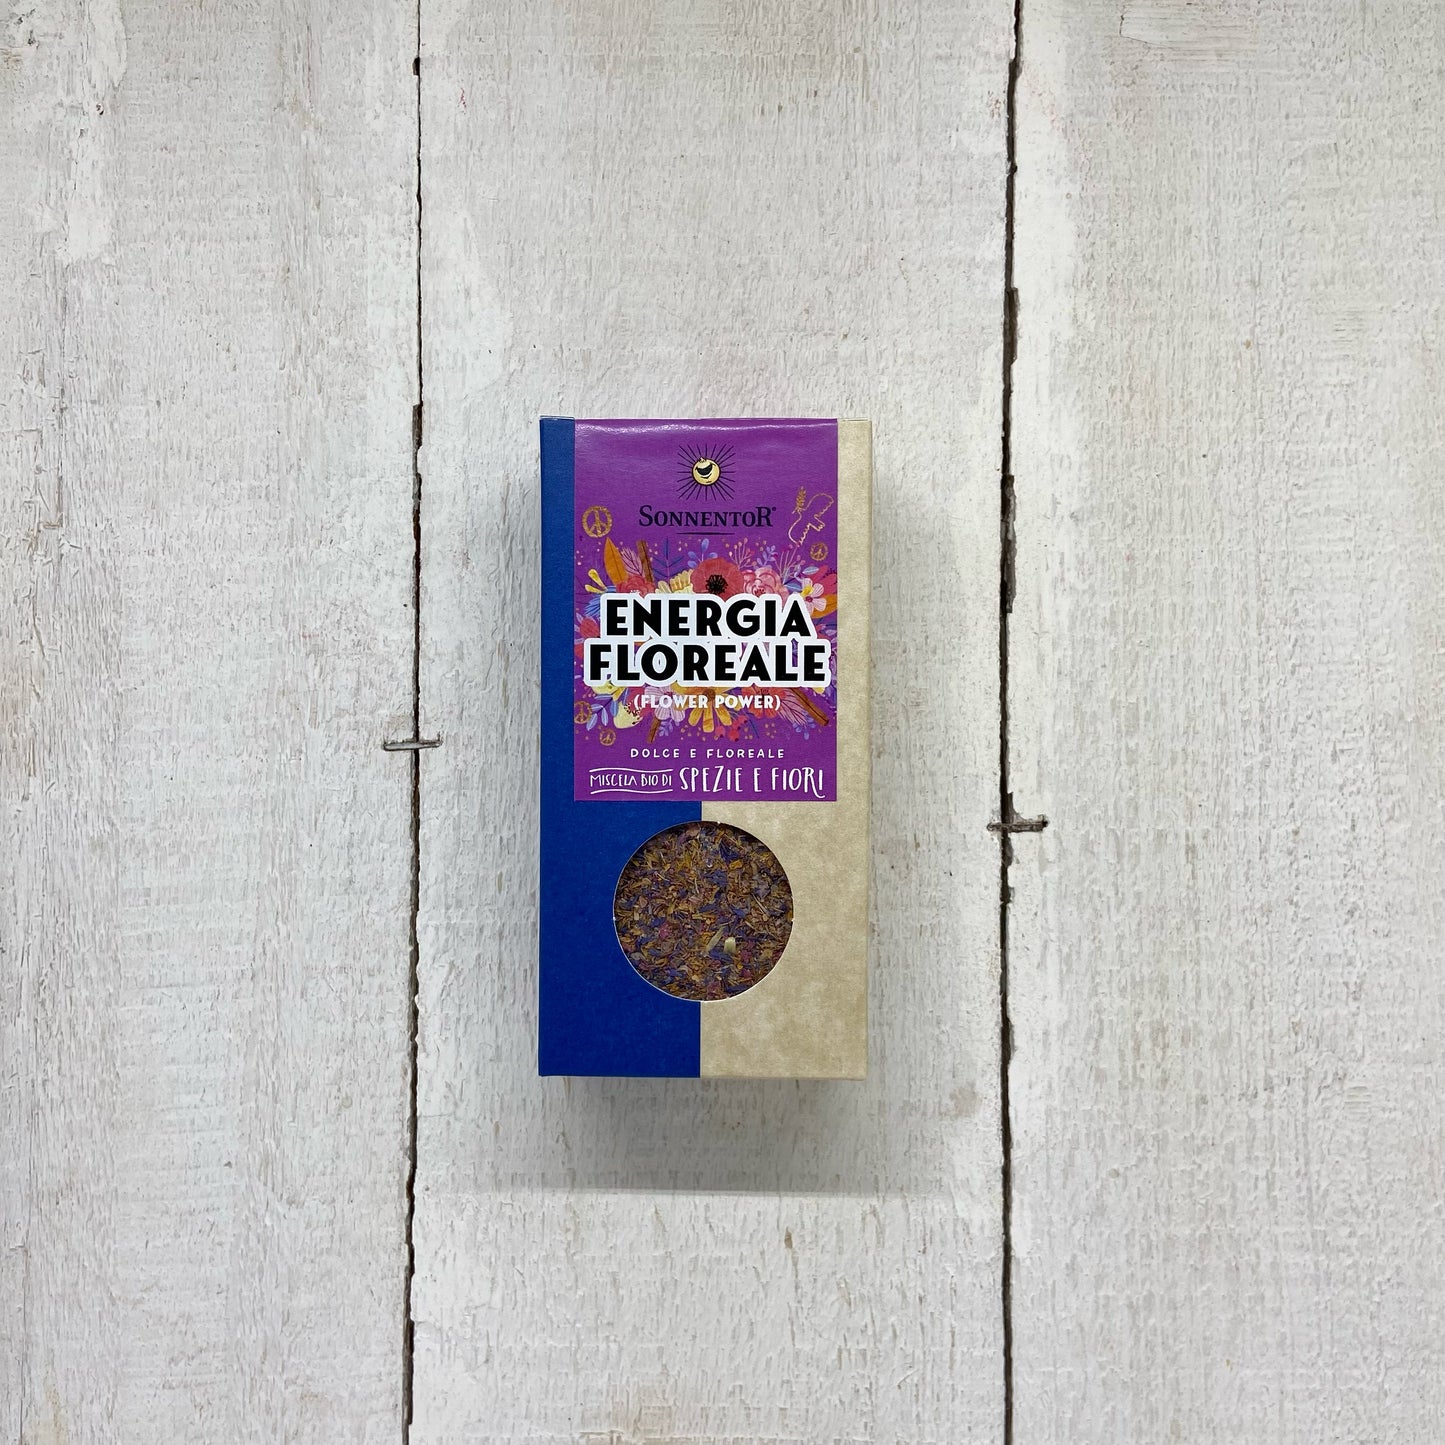 SONNENTOR®
ENERGIA
FLOREALE
(FLOWER POWER)
DOLCE E FLOREALE
MISCELA BIO DI SPEZIE E FIORI